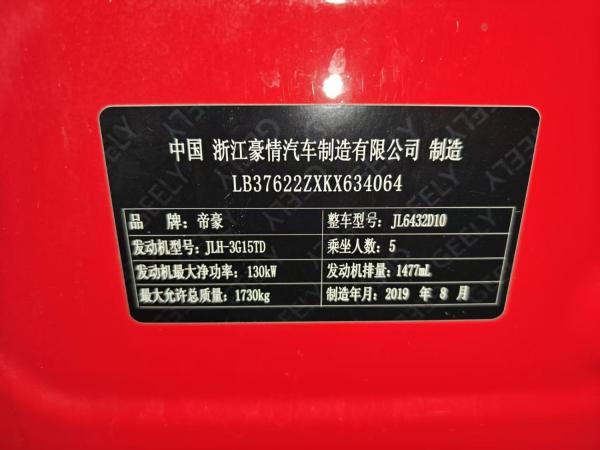 中国 浙江豪情汽车制造有限公司 制造
LB37622ZXKX634064
品 牌：帝豪 整车型号：JL6432D10
发动机型号：JLH-3G15TD 乘坐人数：5
发动机最大净功率：130kW 发动机排量：1477mL
最大允许总质量：1730kg 制造年月：2019 年 8 月
GEELY